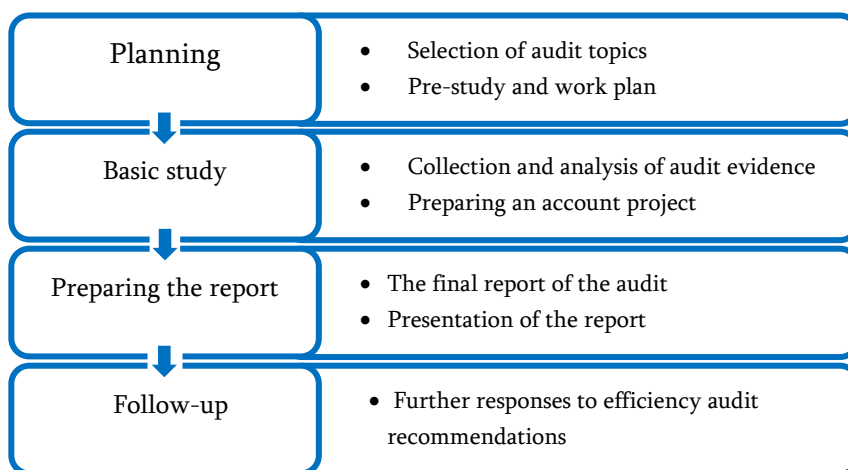 Planning
• Selection of audit topics
• Pre-study and work plan
Basic study
• Collection and analysis of audit evidence
• Preparing an account project
Preparing the report
• The final report of the audit
• Presentation of the report
Follow-up
• Further responses to efficiency audit
recommendations